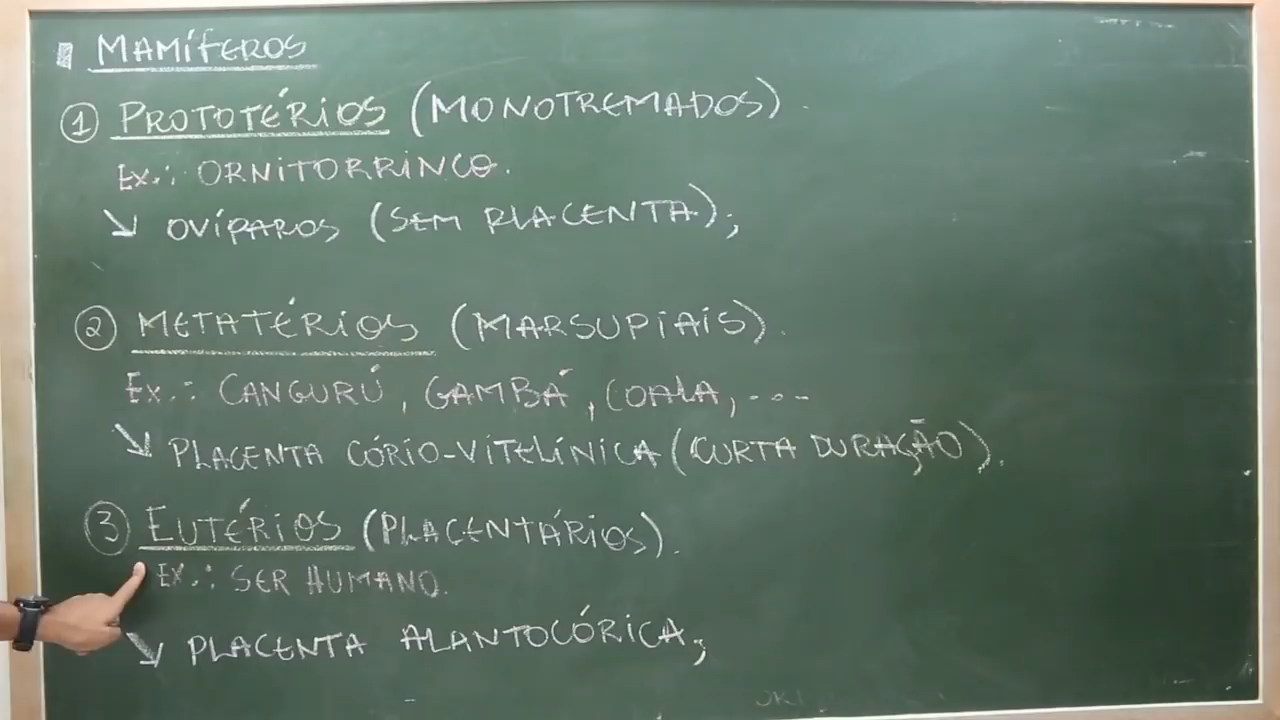 MAMÍFEROS
① PROTOTÉRIOS (MONOTREMADOS).
EX.: ORNITORRINCO.
↘ OVÍPAROS (SEM PLACENTA);
② METATÉRIOS (MARSUPIAIS).
EX.: CANGURÚ, GAMBÁ, COALA, ...
↘ PLACENTA CÓRIO-VITELÍNICA (CURTA DURAÇÃO).
③ EUTÉRIOS (PLACENTÁRIOS).
EX.: SER HUMANO.
↘ PLACENTA ALANTOCÓRICA;